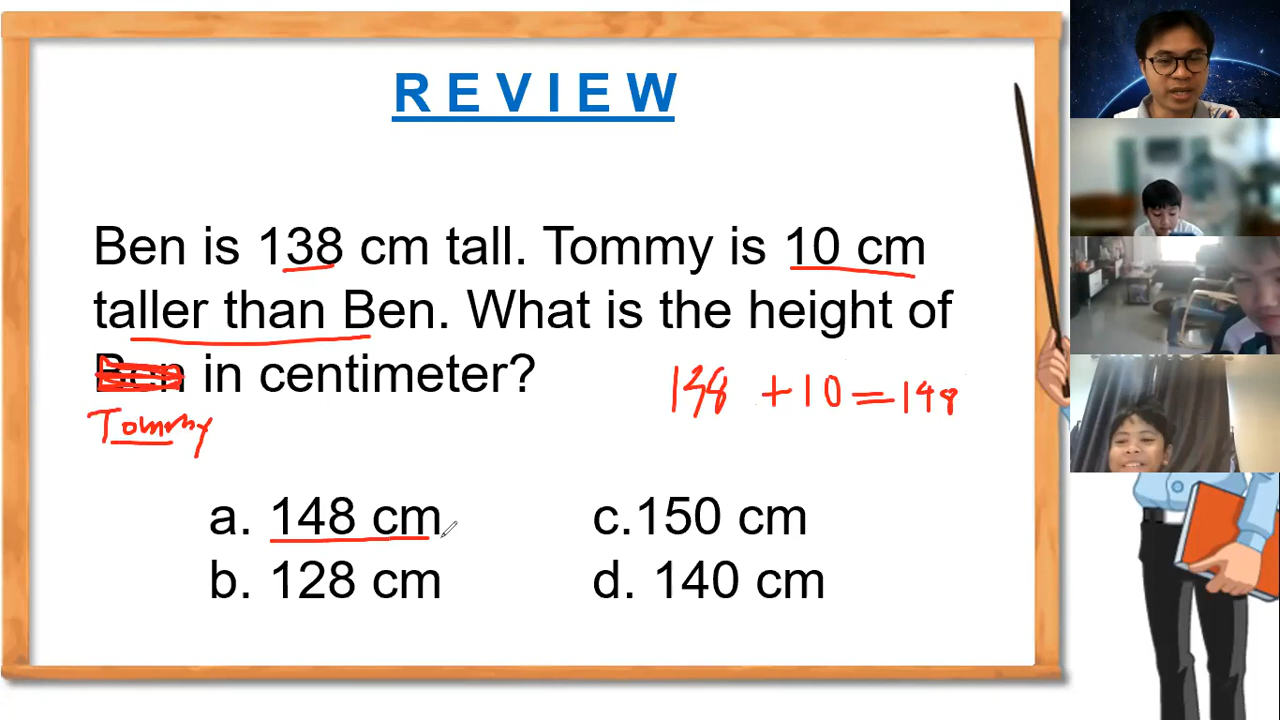 R E V I E W
Ben is 138 cm tall. Tommy is 10 cm
taller than Ben. What is the height of
Ben in centimeter?
138 + 10 = 148
Tommy
a. 148 cm
c.150 cm
b. 128 cm
d. 140 cm